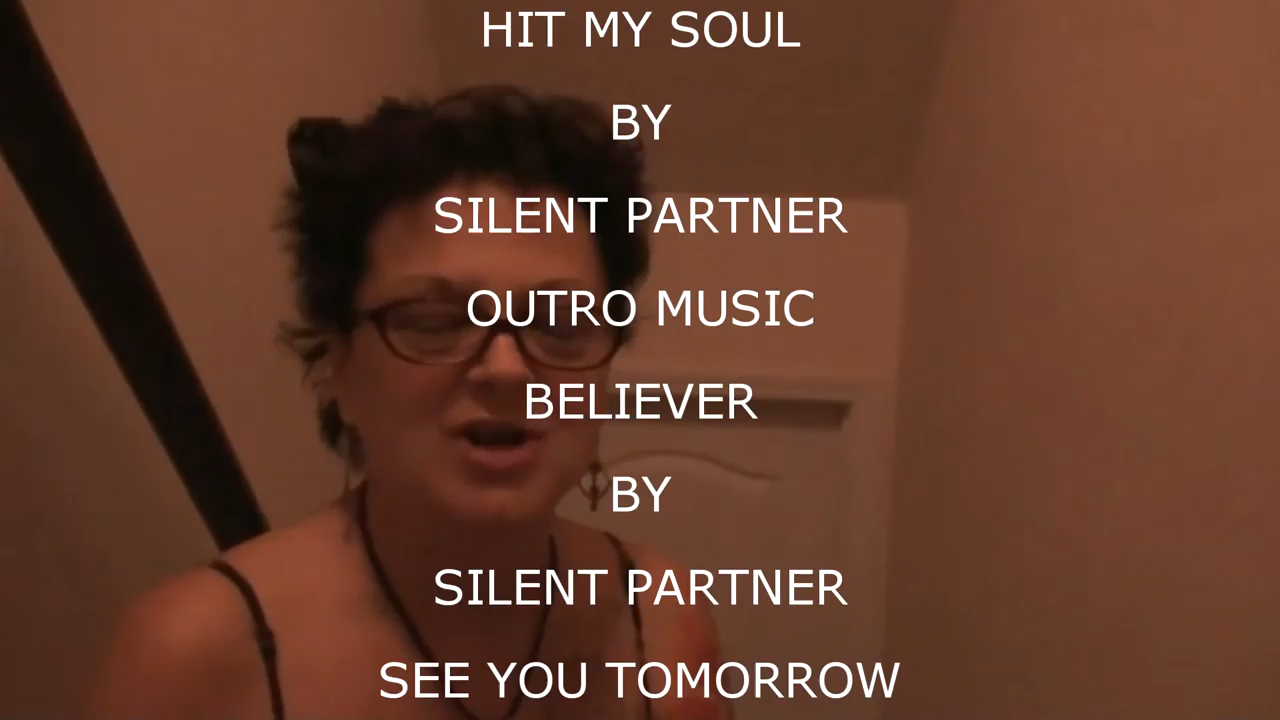 HIT MY SOUL
BY
SILENT PARTNER
OUTRO MUSIC
BELIEVER
BY
SILENT PARTNER
SEE YOU TOMORROW